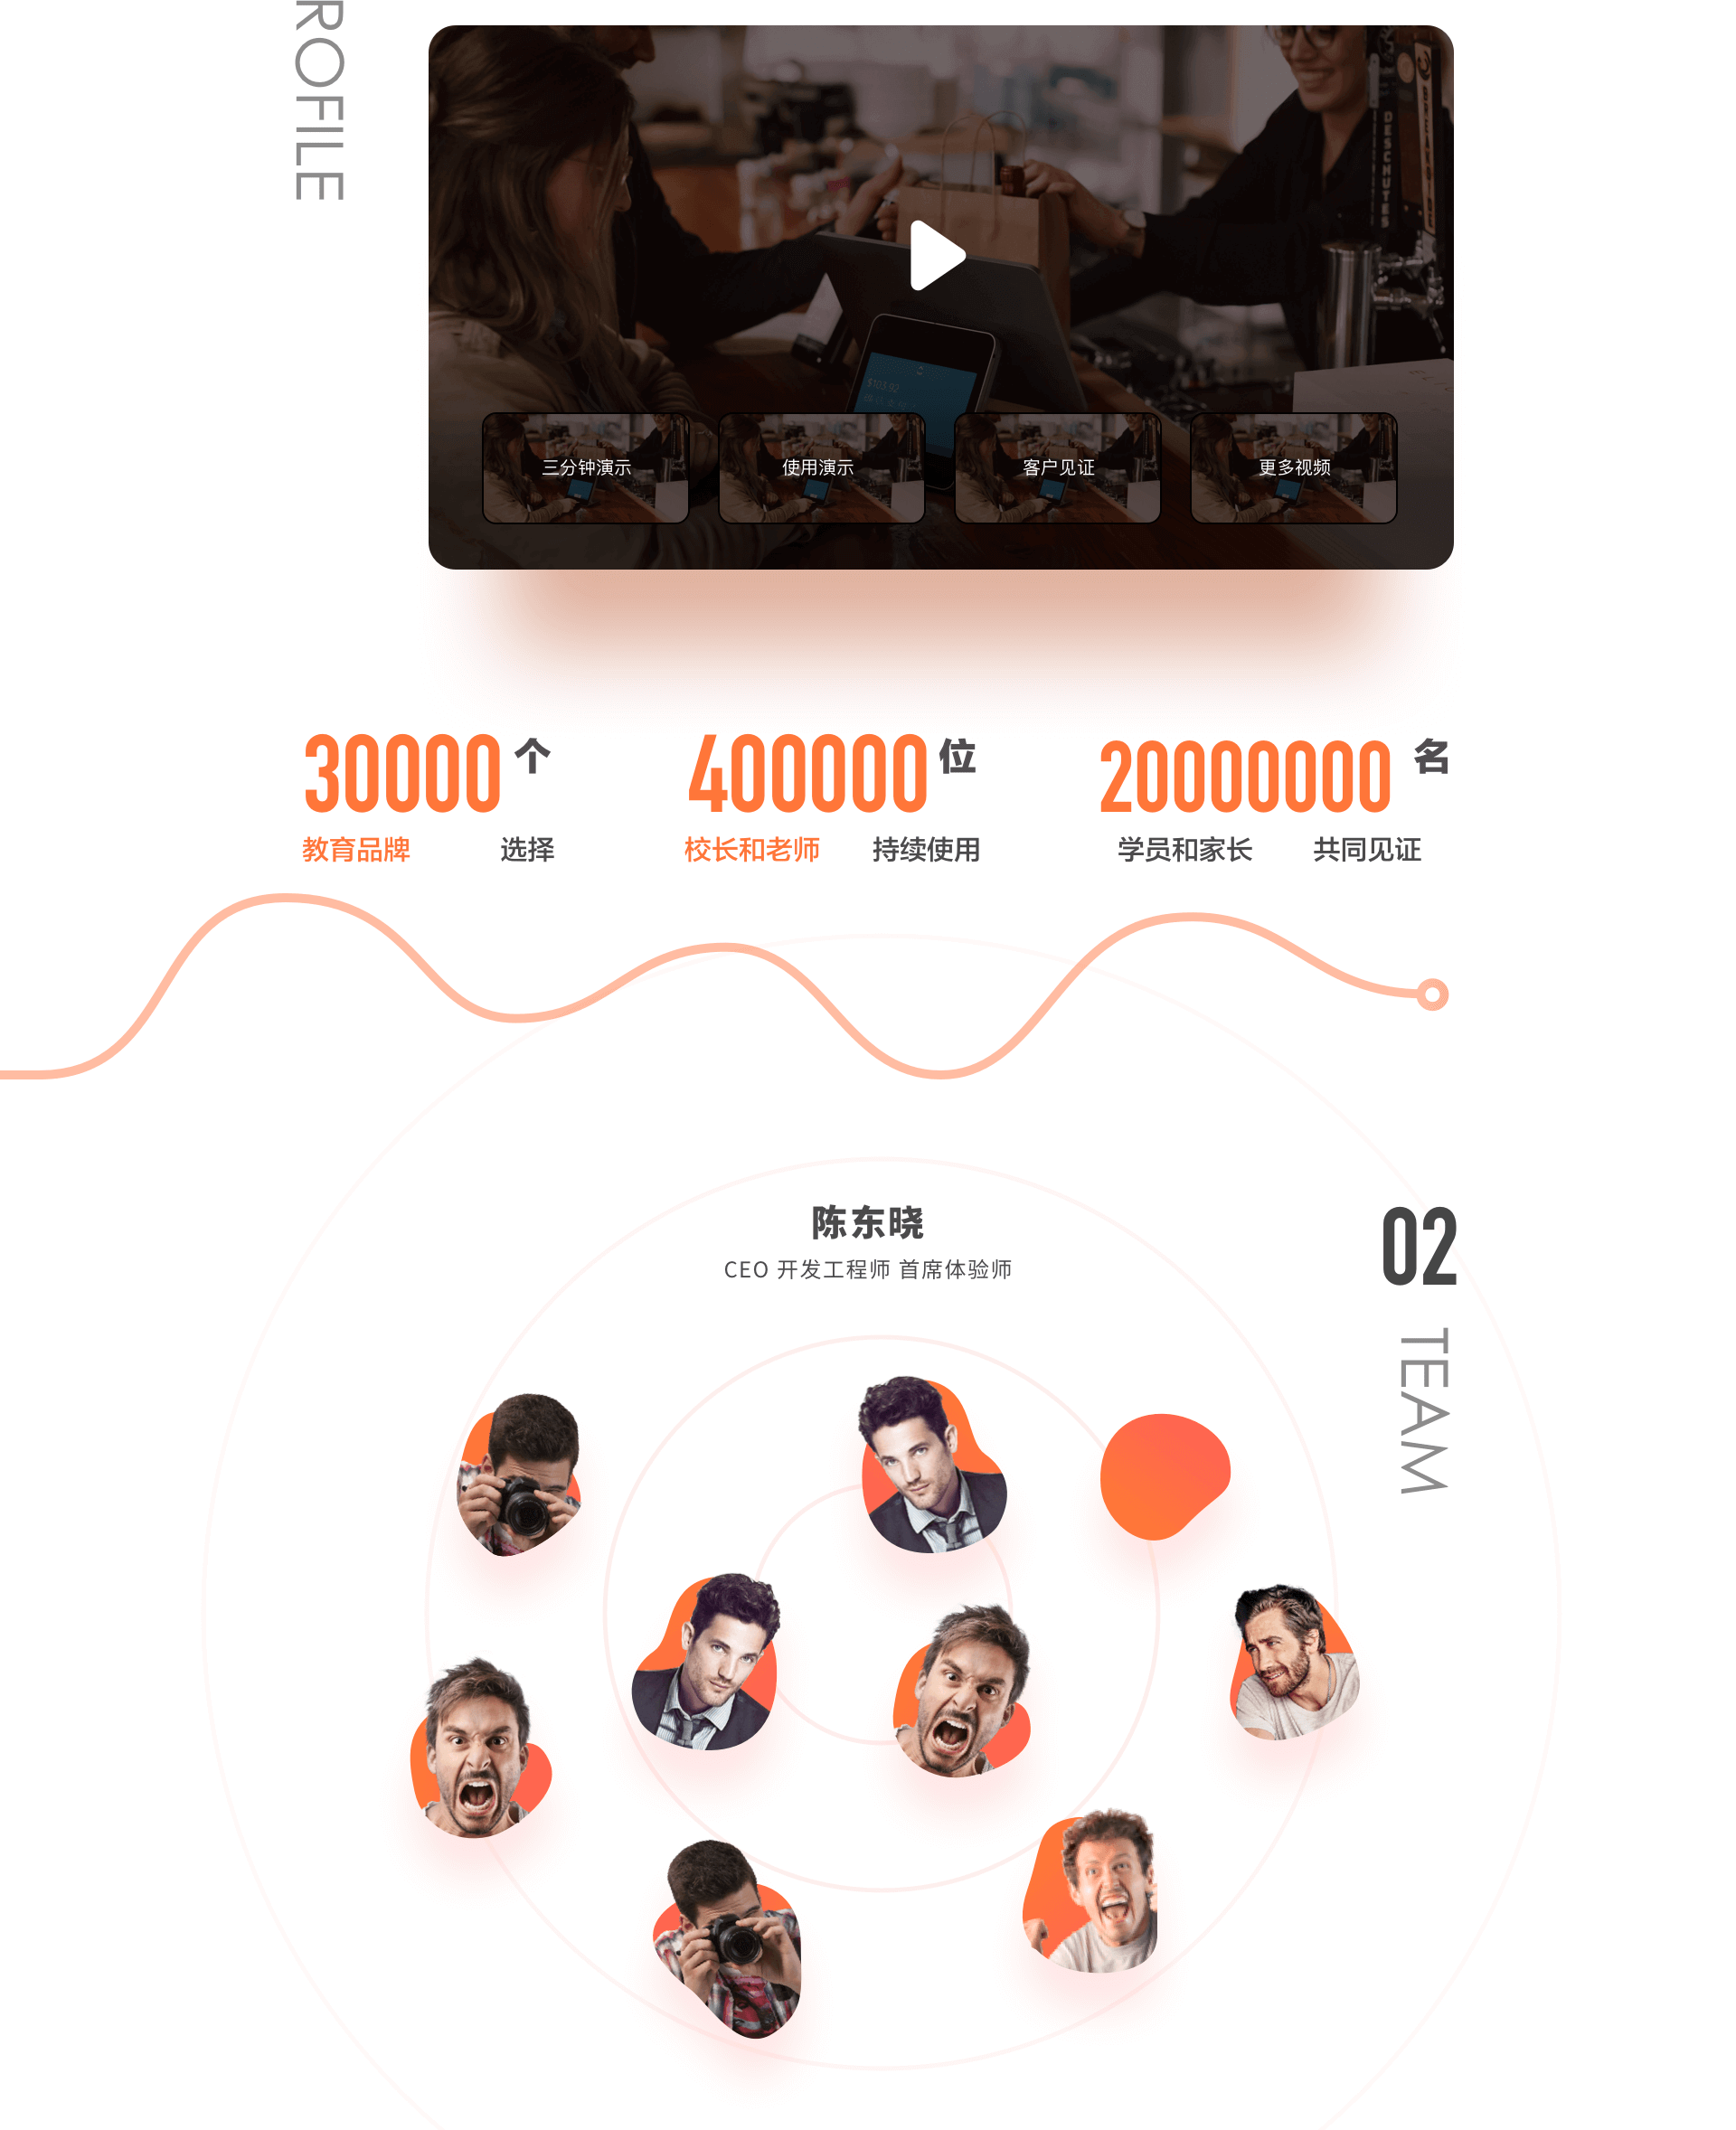 ROFILE
DESCHUTES
$103.92
三分钟演示
使用演示
客户见证
更多视频
30000 个
教育品牌 选择
400000 位
校长和老师 持续使用
20000000 名
学员和家长 共同见证
陈东晓
CEO 开发工程师 首席体验师
02
TEAM